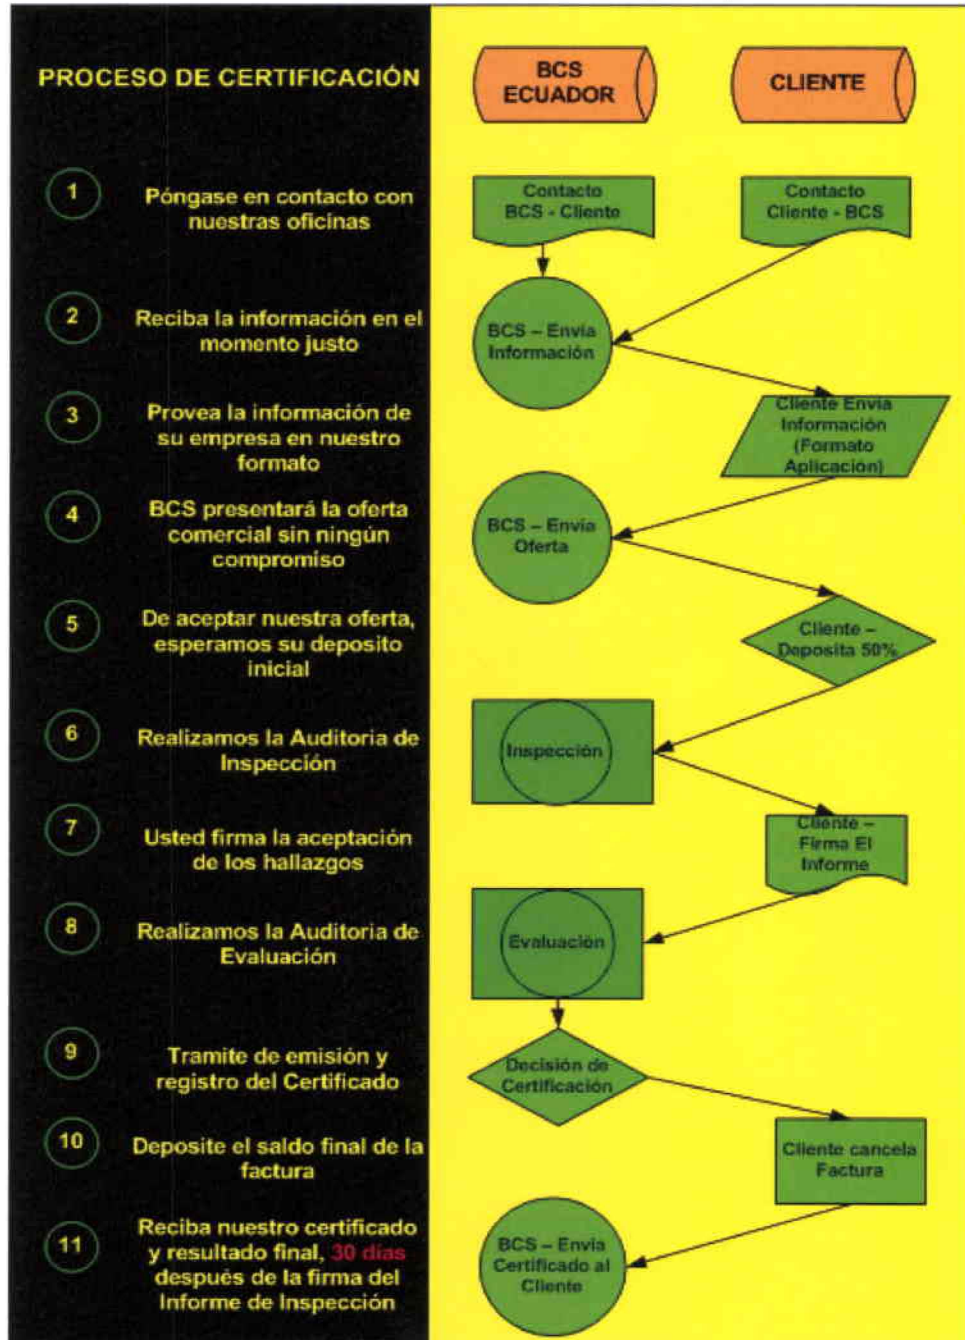 PROCESO DE CERTIFICACIÓN
BCS
ECUADOR
CLIENTE
1
Póngase en contacto con
nuestras oficinas
Contacto
BCS - Cliente
Contacto
Cliente - BCS
2
Reciba la información en el
momento justo
BCS – Envía
Información
3
Provea la información de
su empresa en nuestro
formato
Cliente Envía
Información
(Formato
Aplicación)
4
BCS presentará la oferta
comercial sin ningún
compromiso
BCS – Envía
Oferta
5
De aceptar nuestra oferta,
esperamos su deposito
inicial
Cliente –
Deposita 50%
6
Realizamos la Auditoria de
Inspección
Inspección
7
Usted firma la aceptación
de los hallazgos
Cliente –
Firma El
Informe
8
Realizamos la Auditoria de
Evaluación
Evaluación
9
Tramite de emisión y
registro del Certificado
Decisión de
Certificación
10
Deposite el saldo final de la
factura
Cliente cancela
Factura
11
Reciba nuestro certificado
y resultado final, 30 días
después de la firma del
Informe de Inspección
BCS – Envía
Certificado al
Cliente